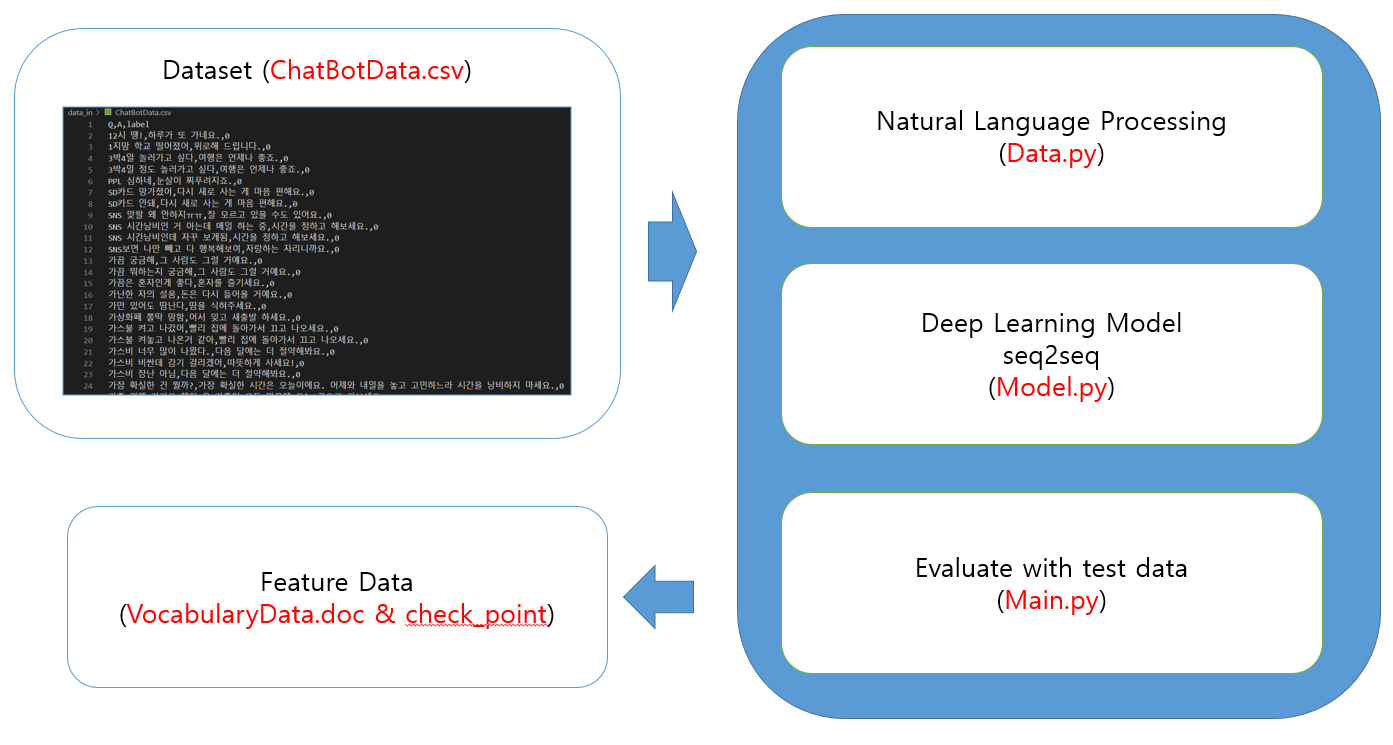 Dataset (ChatBotData.csv)
data_in > ChatBotData.csv
1 Q,A,label
2 12시 땡!,하루가 또 가네요.,0
3 1지망 학교 떨어졌어,위로해 드립니다.,0
4 3박4일 놀러가고 싶다,여행은 언제나 좋죠.,0
5 3박4일 정도 놀러가고 싶다,여행은 언제나 좋죠.,0
6 PPL 심하네,눈살이 찌푸려지죠.,0
7 SD카드 망가졌어,다시 새로 사는 게 마음 편해요.,0
8 SD카드 안돼,다시 새로 사는 게 마음 편해요.,0
9 SNS 맞팔 왜 안하지ㅠㅠ,잘 모르고 있을 수도 있어요.,0
10 SNS 시간낭비인 거 아는데 매일 하는 중,시간을 정하고 해보세요.,0
11 SNS 시간낭비인데 자꾸 보게됨,시간을 정하고 해보세요.,0
12 SNS보면 나만 빼고 다 행복해보여,자랑하는 자리니까요.,0
13 가끔 궁금해,그 사람도 그럴 거예요.,0
14 가끔 뭐하는지 궁금해,그 사람도 그럴 거예요.,0
15 가끔은 혼자인게 좋다,혼자를 즐기세요.,0
16 가난한 자의 설움,돈은 다시 들어올 거예요.,0
17 가만 있어도 땀난다,땀을 식혀주세요.,0
18 가상화폐 쫄딱 망함,어서 잊고 새출발 하세요.,0
19 가스불 켜고 나갔어,빨리 집에 돌아가서 끄고 나오세요.,0
20 가스불 켜놓고 나온거 같아,빨리 집에 돌아가서 끄고 나오세요.,0
21 가스비 너무 많이 나왔다.,다음 달에는 더 절약해봐요.,0
22 가스비 비싼데 감기 걸리겠어,따뜻하게 사세요!,0
23 가스비 장난 아님,다음 달에는 더 절약해봐요.,0
24 가장 확실한 건 뭘까?,가장 확실한 시간은 오늘이에요. 어제와 내일을 놓고 고민하느라 시간을 낭비하지 마세요.,0
Natural Language Processing
(Data.py)
Deep Learning Model
seq2seq
(Model.py)
Evaluate with test data
(Main.py)
Feature Data
(VocabularyData.doc & check_point)